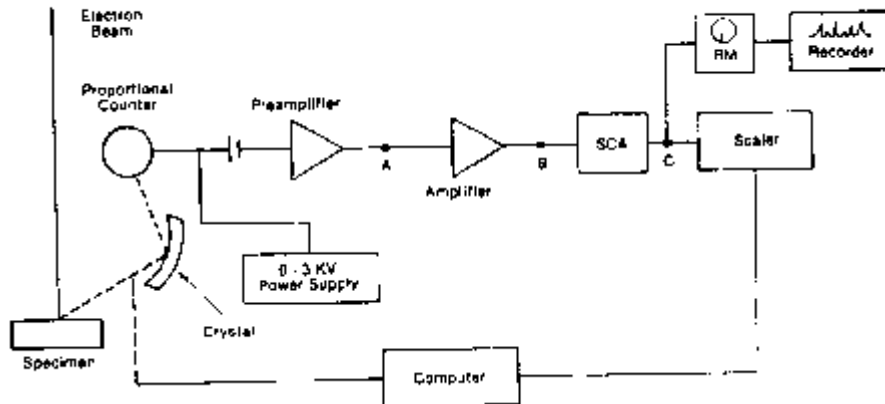 Electron
Beam
Proportional
Counter
Preamplifier
A
Amplifier
B
SCA
C
RM
Recorder
Scaler
0 - 3 KV
Power Supply
Crystal
Specimen
Computer